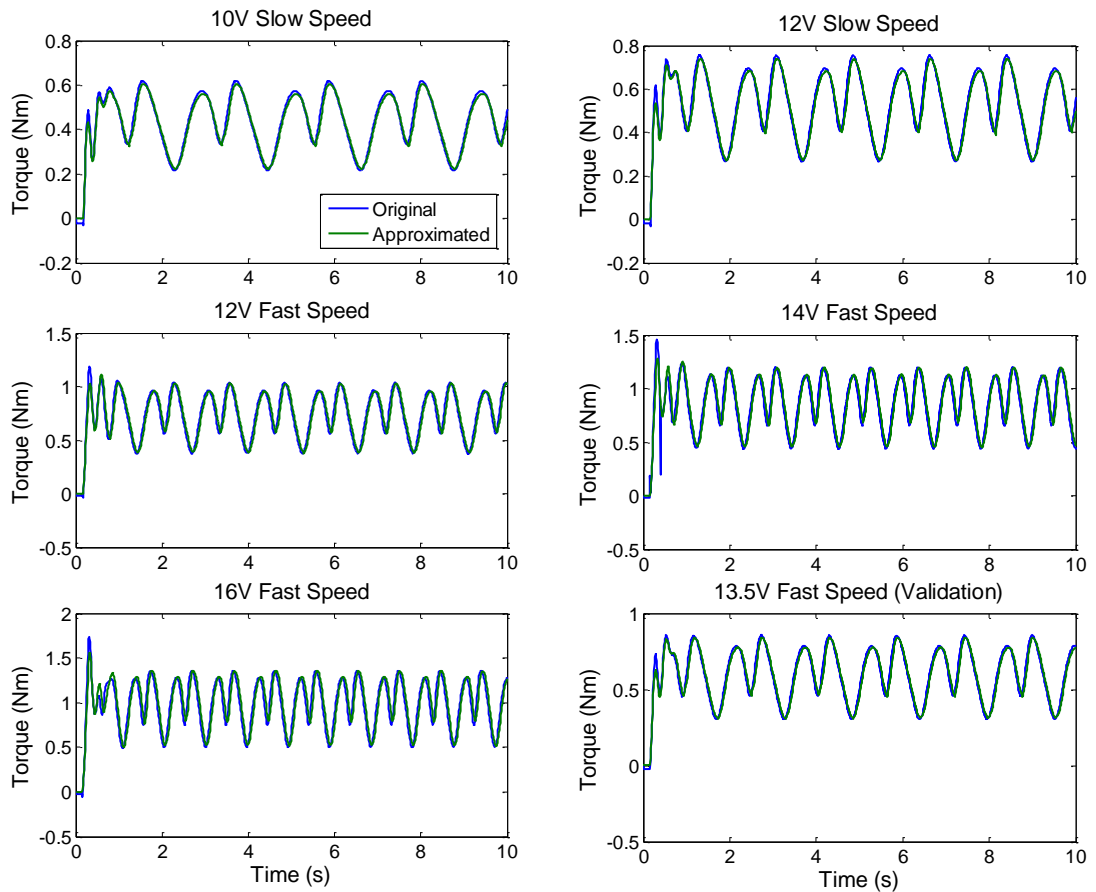 10V Slow Speed
Torque (Nm)
0.8
0.6
0.4
0.2
0
-0.2
0 2 4 6 8 10
Original
Approximated
12V Slow Speed
Torque (Nm)
0.8
0.6
0.4
0.2
0
-0.2
0 2 4 6 8 10
12V Fast Speed
Torque (Nm)
1.5
1
0.5
0
-0.5
0 2 4 6 8 10
14V Fast Speed
Torque (Nm)
1.5
1
0.5
0
-0.5
0 2 4 6 8 10
16V Fast Speed
Torque (Nm)
2
1.5
1
0.5
0
-0.5
0 2 4 6 8 10
Time (s)
13.5V Fast Speed (Validation)
Torque (Nm)
1
0.5
0
-0.5
0 2 4 6 8 10
Time (s)